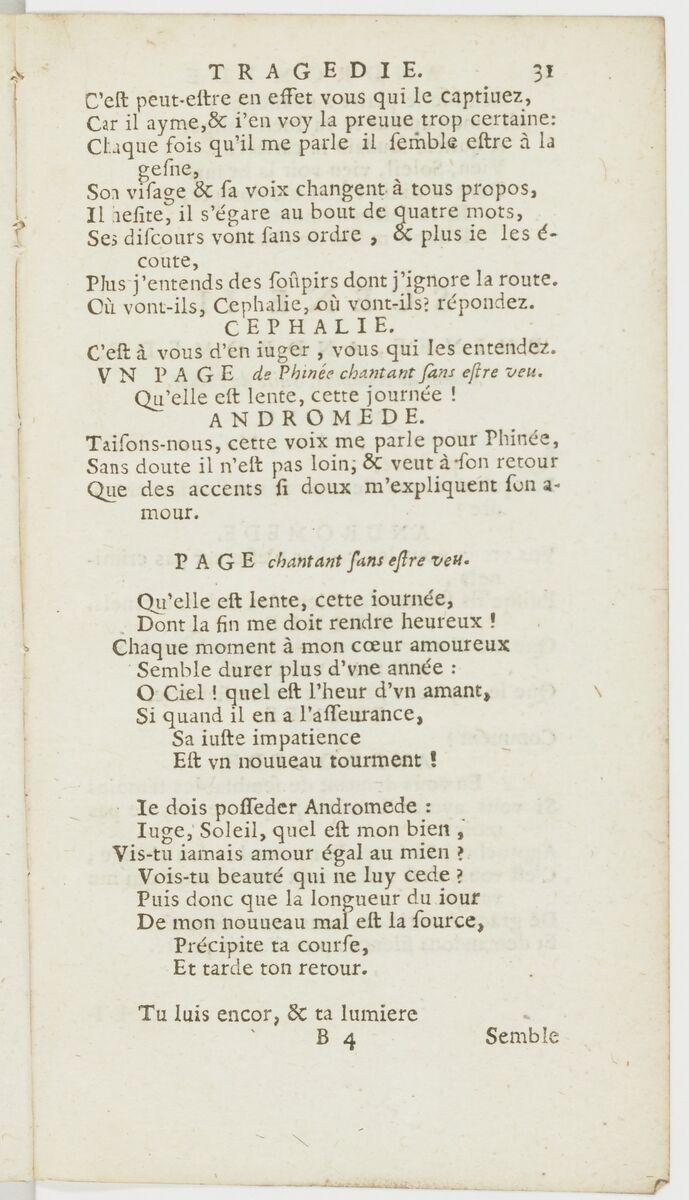 TRAGEDIE. 31
C'eſt peut-eſtre en effet vous qui le captiuez,
Car il ayme, & i'en voy la preuue trop certaine:
Chaque fois qu'il me parle il ſemble eſtre à la
geſne,
Son viſage & ſa voix changent à tous propos,
Il heſite, il s'égare au bout de quatre mots,
Ses diſcours vont ſans ordre, & plus ie les é-
coute,
Plus j'entends des ſoûpirs dont j'ignore la route.
Où vont-ils, Cephalie, où vont-ils? répondez.
CEPHALIE.
C'eſt à vous d'en iuger, vous qui les entendez.
VN PAGE de Phinée chantant ſans eſtre veu.
Qu'elle eſt lente, cette journée !
ANDROMEDE.
Taiſons-nous, cette voix me parle pour Phinée,
Sans doute il n'eſt pas loin, & veut à ſon retour
Que des accents ſi doux m'expliquent ſon a-
mour.
PAGE chantant ſans eſtre veu.
Qu'elle eſt lente, cette iournée,
Dont la fin me doit rendre heureux !
Chaque moment à mon cœur amoureux
Semble durer plus d'vne année :
O Ciel ! quel eſt l'heur d'vn amant,
Si quand il en a l'aſſeurance,
Sa iuſte impatience
Eſt vn nouueau tourment !
Ie dois poſſeder Andromede :
Iuge, Soleil, quel eſt mon bien,
Vis-tu iamais amour égal au mien ?
Vois-tu beauté qui ne luy cede ?
Puis donc que la longueur du iour
De mon nouueau mal eſt la ſource,
Précipite ta courſe,
Et tarde ton retour.
Tu luis encor, & ta lumiere
B 4 Semble